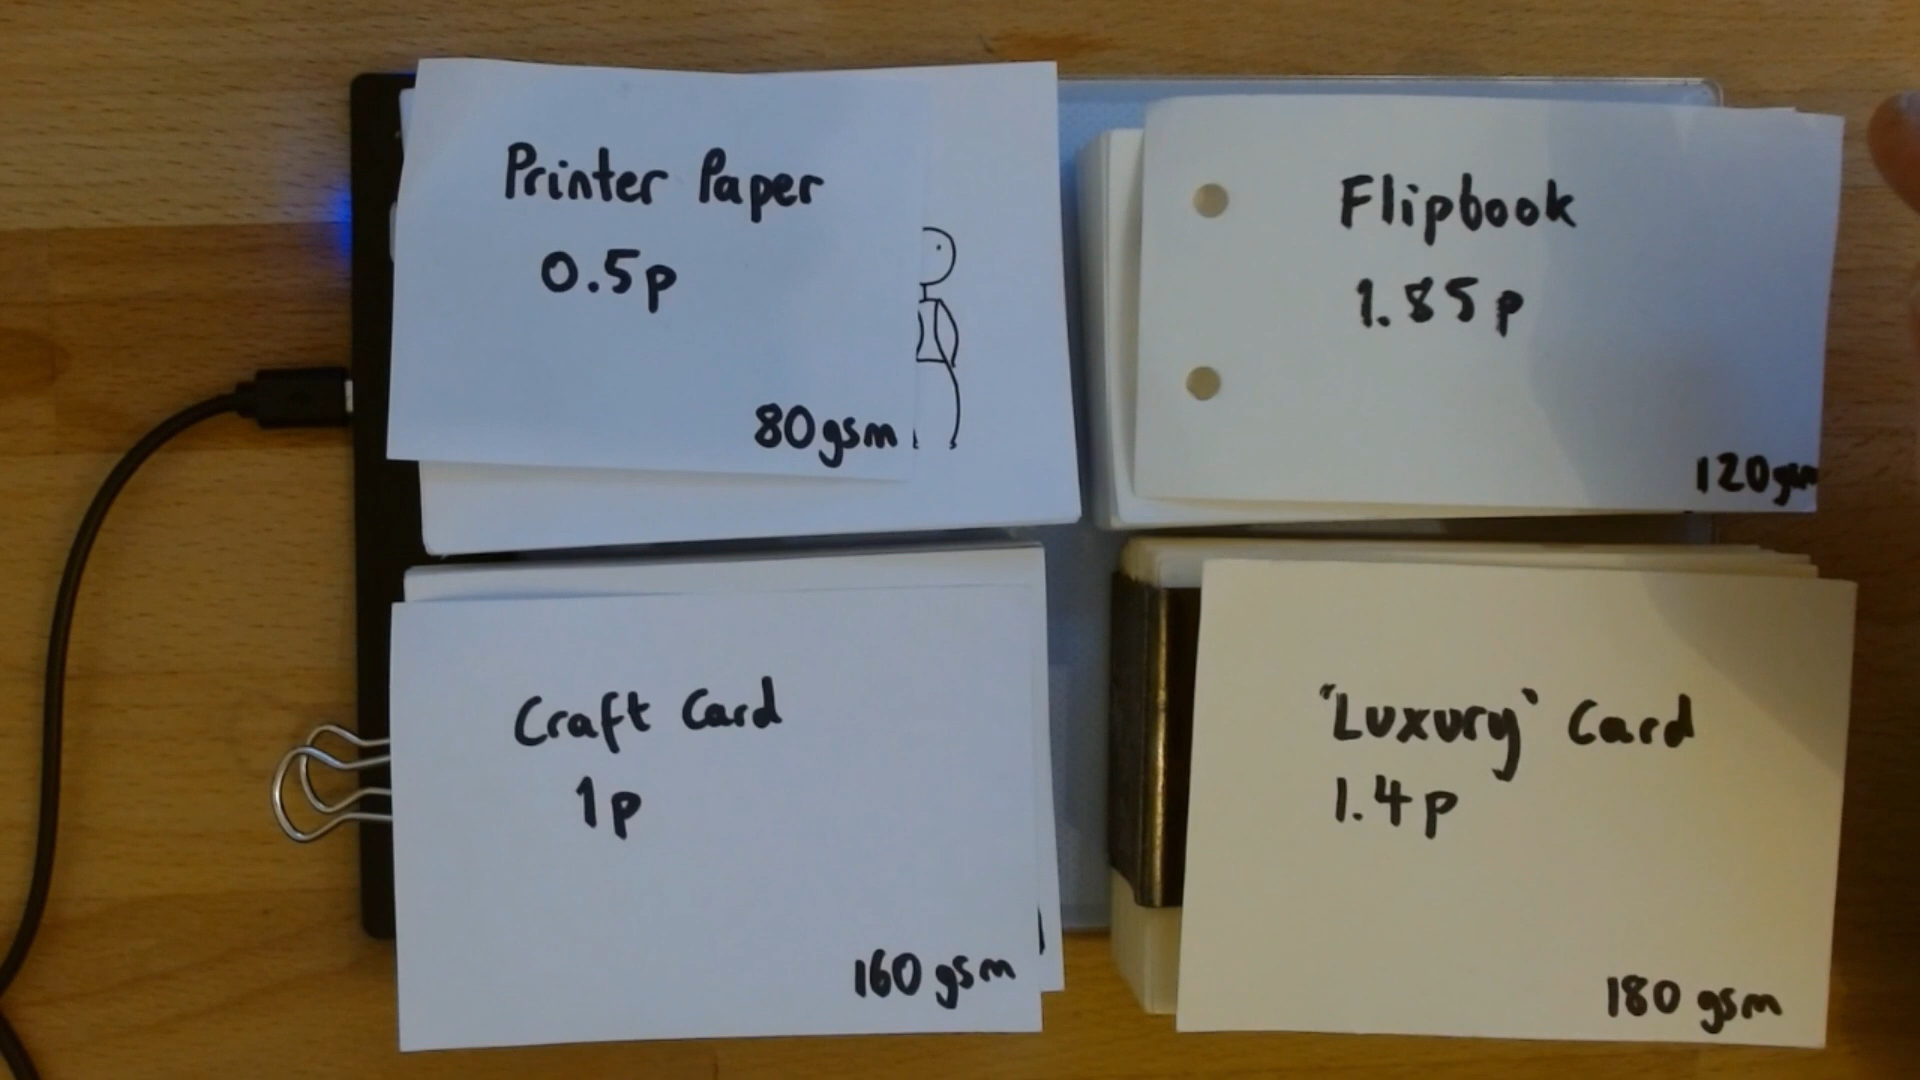 Printer Paper
0.5p
80gsm
Flipbook
1.85p
120gsm
Craft Card
1p
160 gsm
'Luxury' Card
1.4p
180 gsm